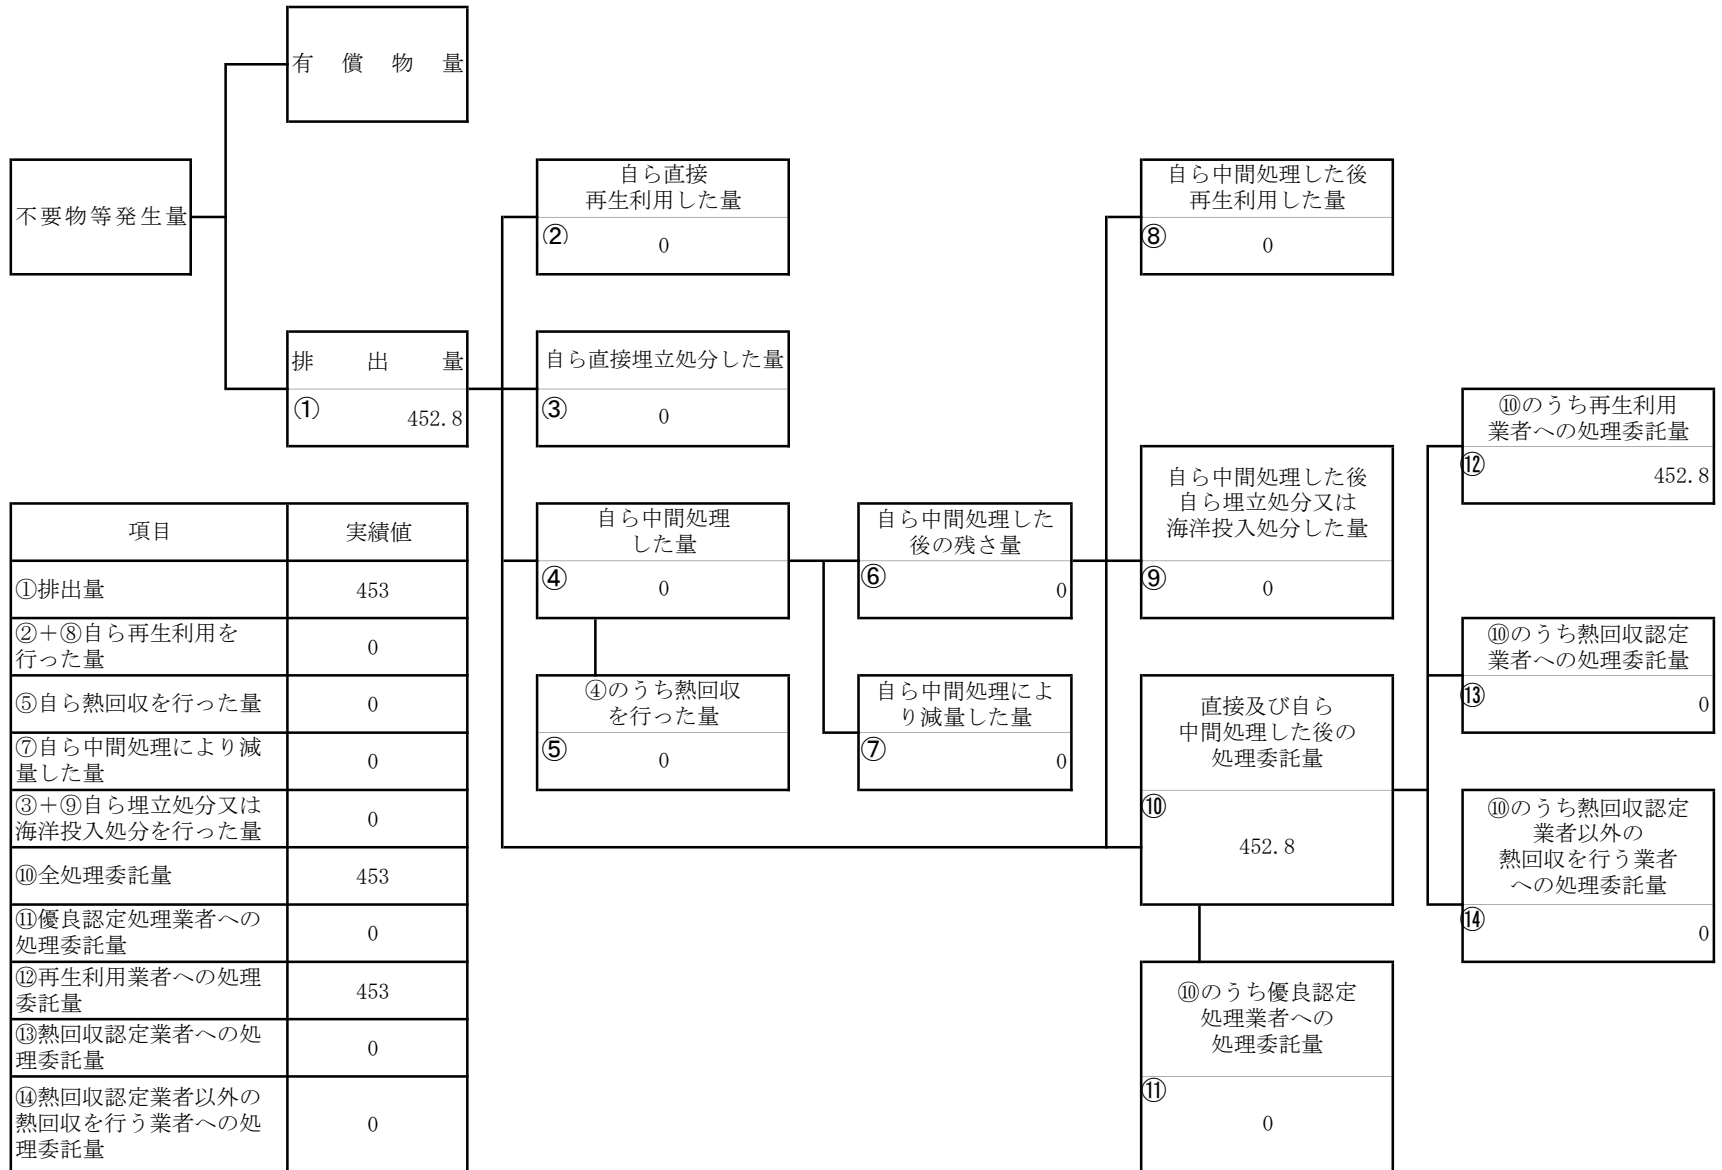 有償物量
不要物等発生量
排出量
①
452.8
自ら直接
再生利用した量
②
0
自ら直接埋立処分した量
③
0
自ら中間処理
した量
④
0
④のうち熱回収
を行った量
⑤
0
自ら中間処理した
後の残さ量
⑥
0
自ら中間処理によ
り減量した量
⑦
0
自ら中間処理した後
再生利用した量
⑧
0
自ら中間処理した後
自ら埋立処分又は
海洋投入処分した量
⑨
0
直接及び自ら
中間処理した後の
処理委託量
⑩
452.8
⑩のうち優良認定
処理業者への
処理委託量
⑪
0
⑩のうち再生利用
業者への処理委託量
⑫
452.8
⑩のうち熱回収認定
業者への処理委託量
⑬
0
⑩のうち熱回収認定
業者以外の
熱回収を行う業者
への処理委託量
⑭
0
項目 実績値
①排出量 453
②+⑧自ら再生利用を
行った量
0
⑤自ら熱回収を行った量 0
⑦自ら中間処理により減
量した量
0
③+⑨自ら埋立処分又は
海洋投入処分を行った量
0
⑩全処理委託量 453
⑪優良認定処理業者への
処理委託量
0
⑫再生利用業者への処理
委託量
453
⑬熱回収認定業者への処
理委託量
0
⑭熱回収認定業者以外の
熱回収を行う業者への処
理委託量
0